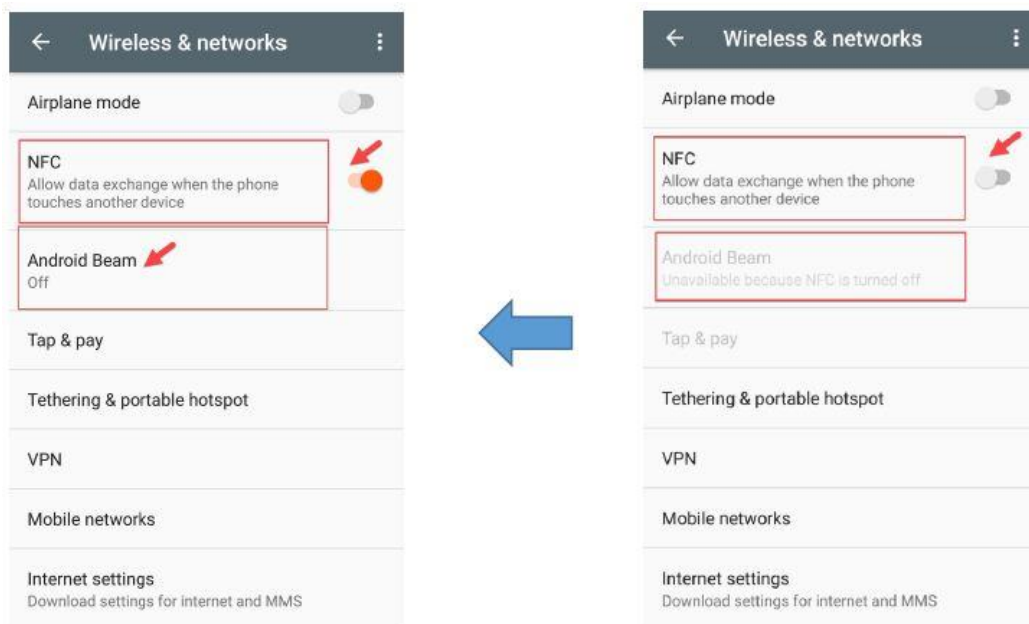 Wireless & networks
Airplane mode
NFC
Allow data exchange when the phone
touches another device
Android Beam
Off
Tap & pay
Tethering & portable hotspot
VPN
Mobile networks
Internet settings
Download settings for internet and MMS
Wireless & networks
Airplane mode
NFC
Allow data exchange when the phone
touches another device
Android Beam
Unavailable because NFC is turned off
Tap & pay
Tethering & portable hotspot
VPN
Mobile networks
Internet settings
Download settings for internet and MMS